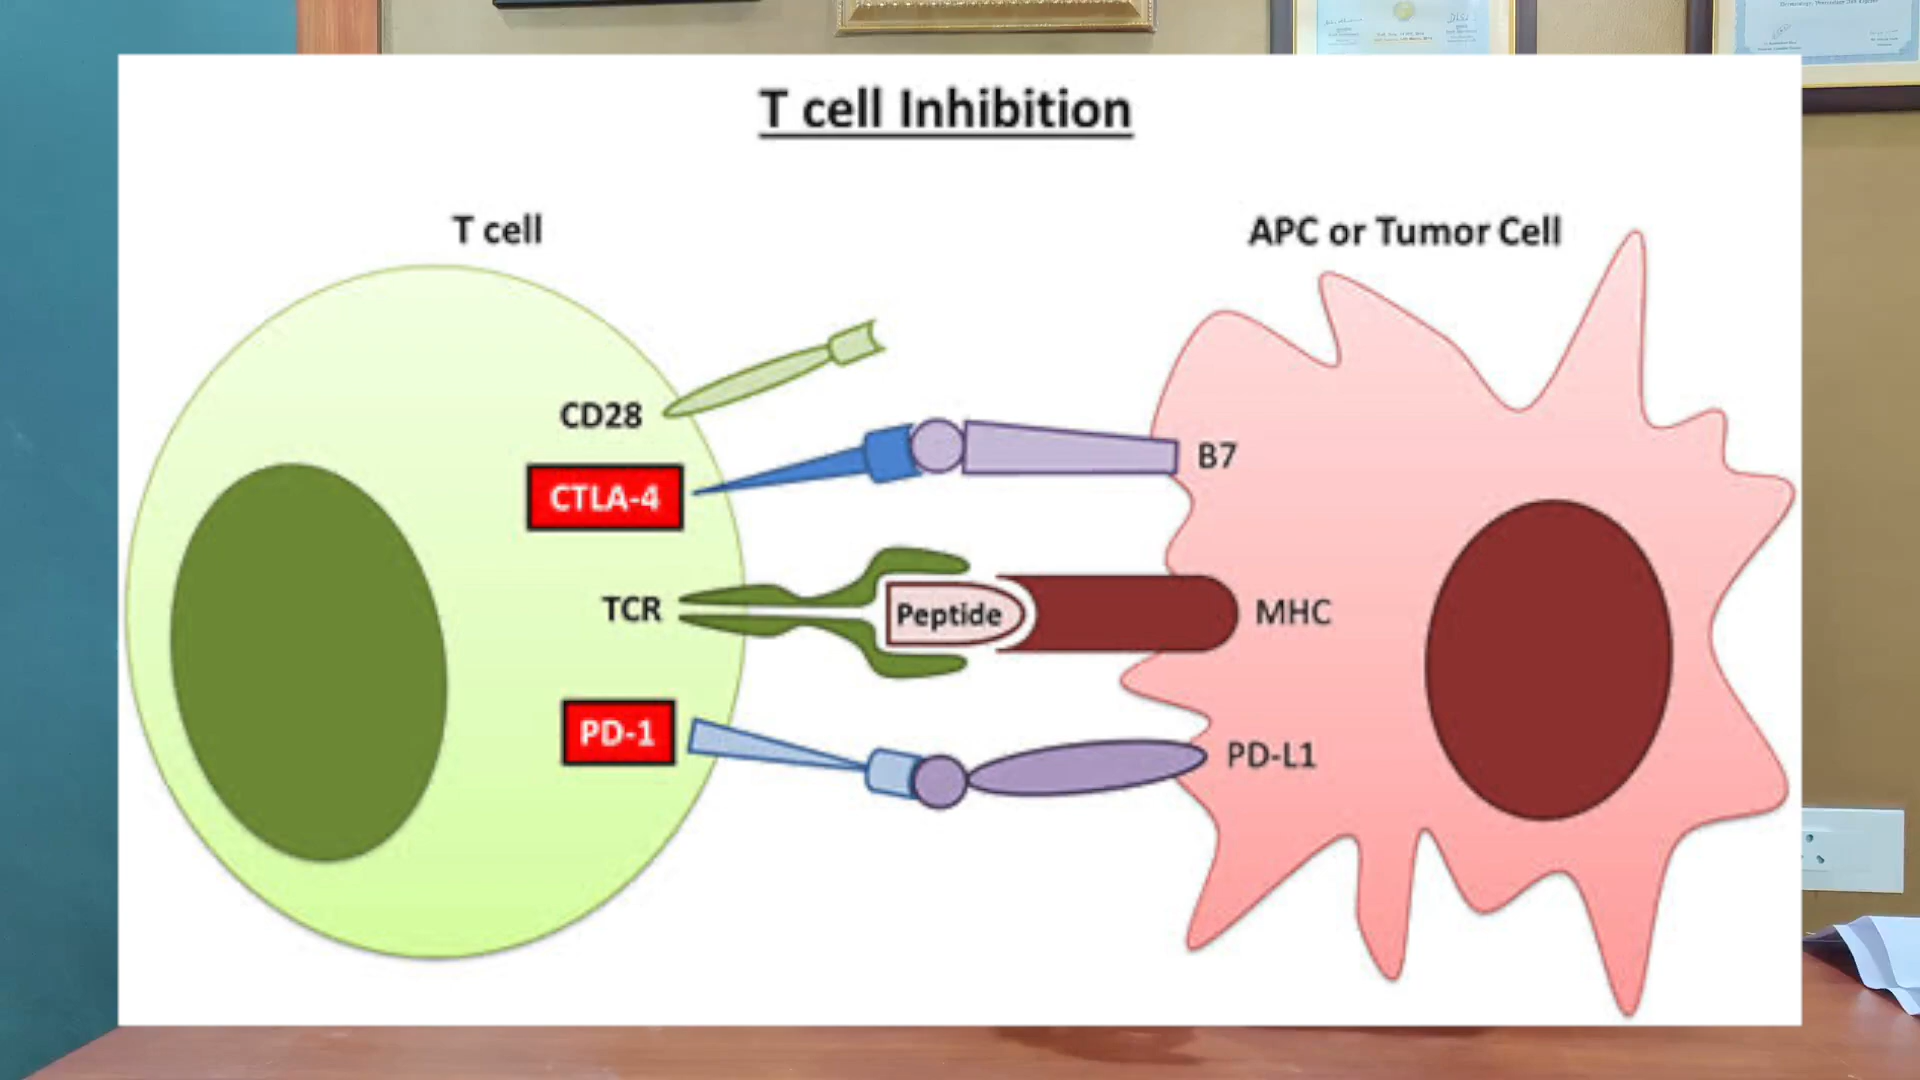 T cell Inhibition
T cell
APC or Tumor Cell
CD28
CTLA-4
B7
TCR
Peptide
MHC
PD-1
PD-L1